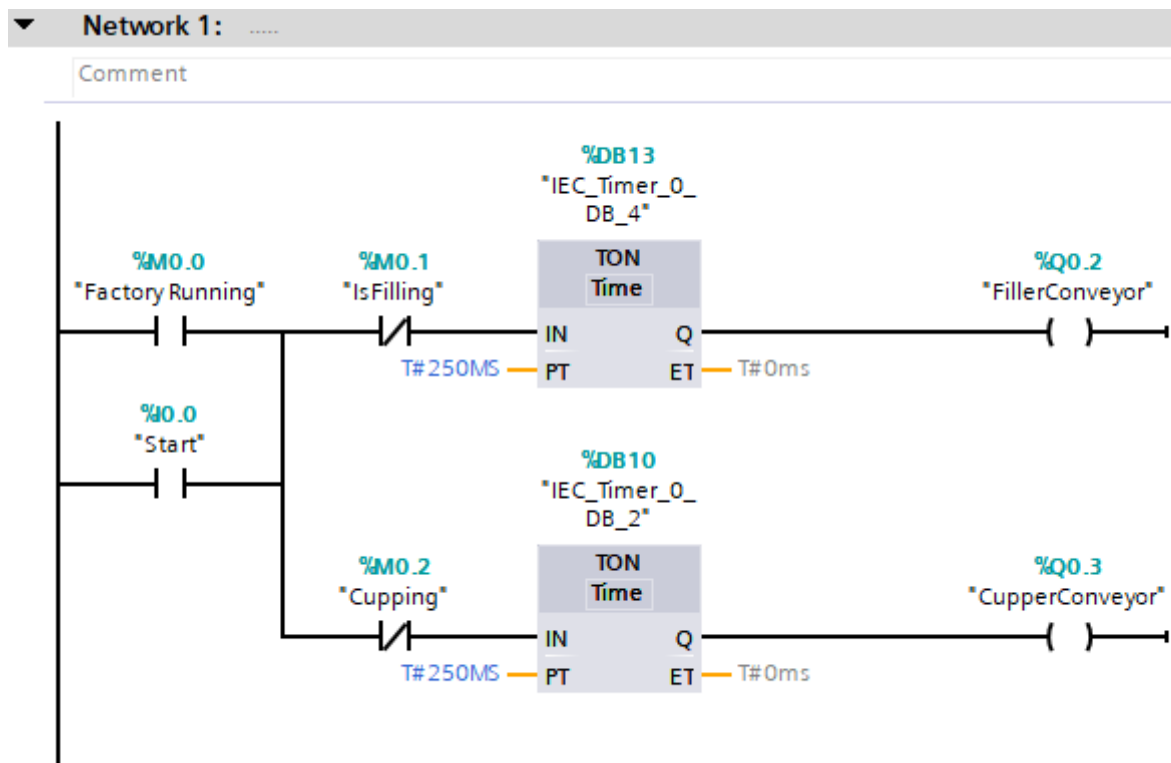 Network 1: .....
Comment
%DB13
"IEC_Timer_0_
DB_4"
%M0.0
"Factory Running"
%M0.1
"IsFilling"
TON
Time
%Q0.2
"FillerConveyor"
IN
Q
T#250MS
PT
ET
T#0ms
%I0.0
"Start"
%DB10
"IEC_Timer_0_
DB_2"
%M0.2
"Cupping"
TON
Time
%Q0.3
"CupperConveyor"
IN
Q
T#250MS
PT
ET
T#0ms